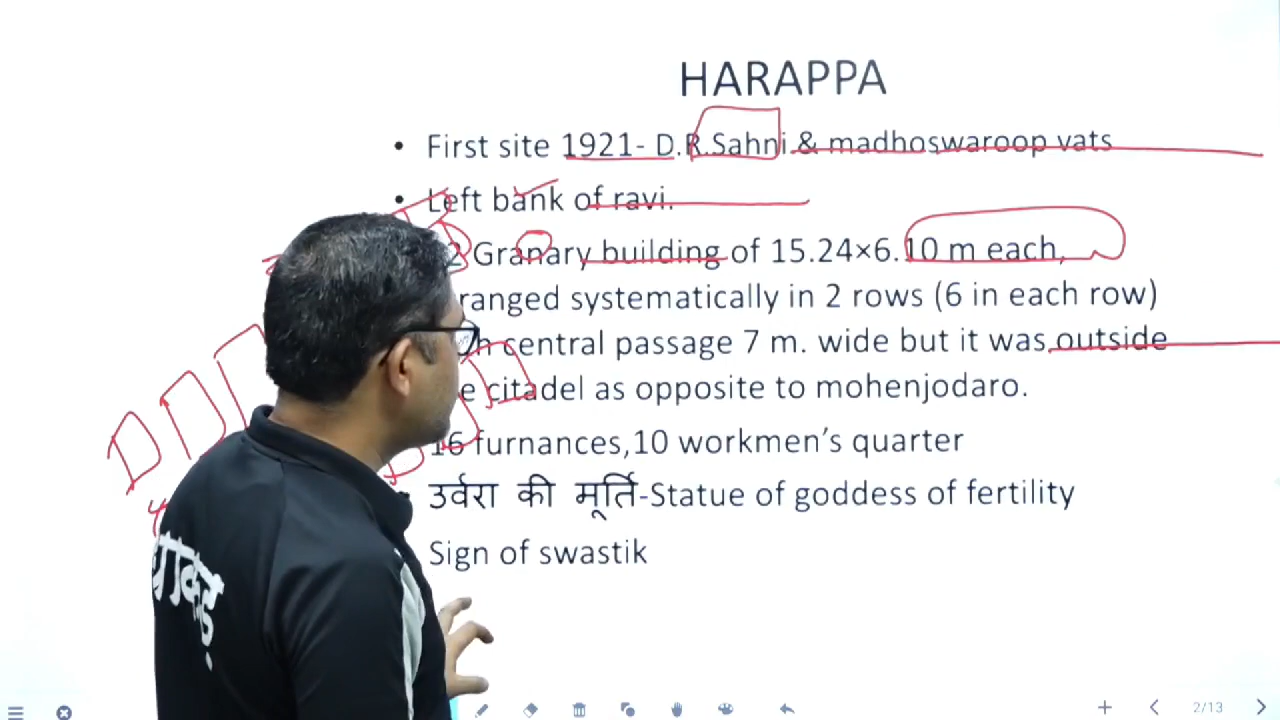 HARAPPA
• First site 1921- D.R.Sahni & madhoswaroop vats
• Left bank of ravi.
Granary building of 15.24×6.10 m each,
ranged systematically in 2 rows (6 in each row)
central passage 7 m. wide but it was outside
citadel as opposite to mohenjodaro.
16 furnances,10 workmen’s quarter
• उर्वरा की मूर्ति-Statue of goddess of fertility
Sign of swastik
2/13